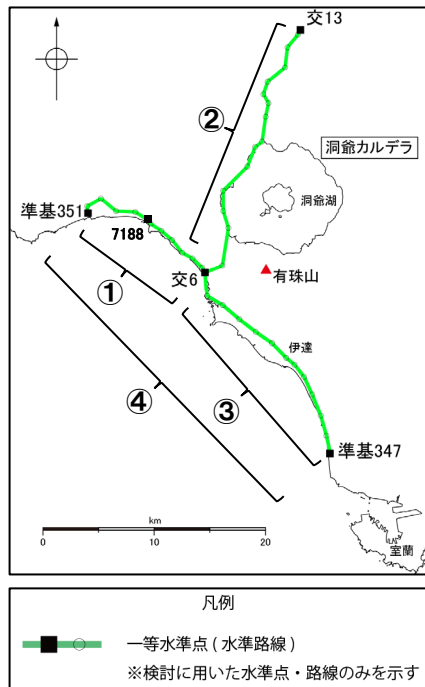 交13
②
洞爺カルデラ
洞爺湖
準基351
7188
①
交6
有珠山
伊達
④
③
準基347
km
0 10 20
室蘭
凡例
一等水準点 ( 水準路線 )
※検討に用いた水準点・路線のみを示す